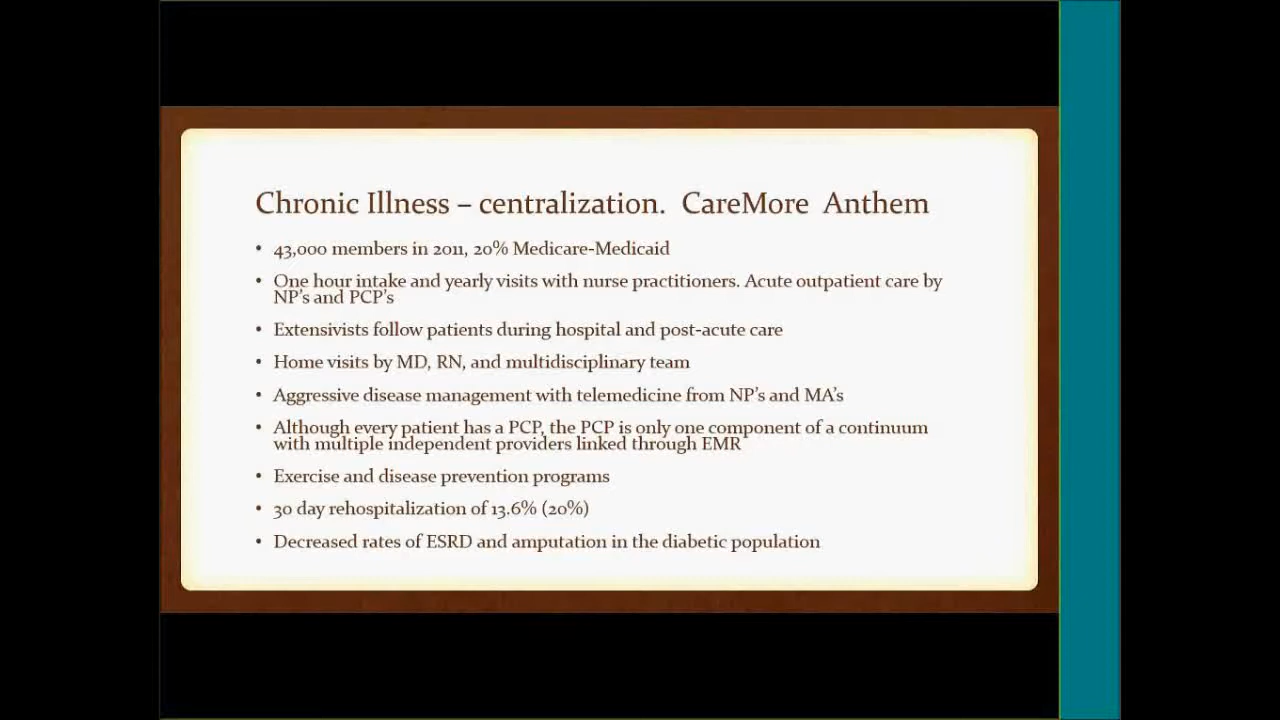 Chronic Illness – centralization.  CareMore  Anthem
• 43,000 members in 2011, 20% Medicare-Medicaid
• One hour intake and yearly visits with nurse practitioners. Acute outpatient care by
NP's and PCP's
• Extensivists follow patients during hospital and post-acute care
• Home visits by MD, RN, and multidisciplinary team
• Aggressive disease management with telemedicine from NP's and MA's
• Although every patient has a PCP, the PCP is only one component of a continuum
with multiple independent providers linked through EMR
• Exercise and disease prevention programs
• 30 day rehospitalization of 13.6% (20%)
• Decreased rates of ESRD and amputation in the diabetic population